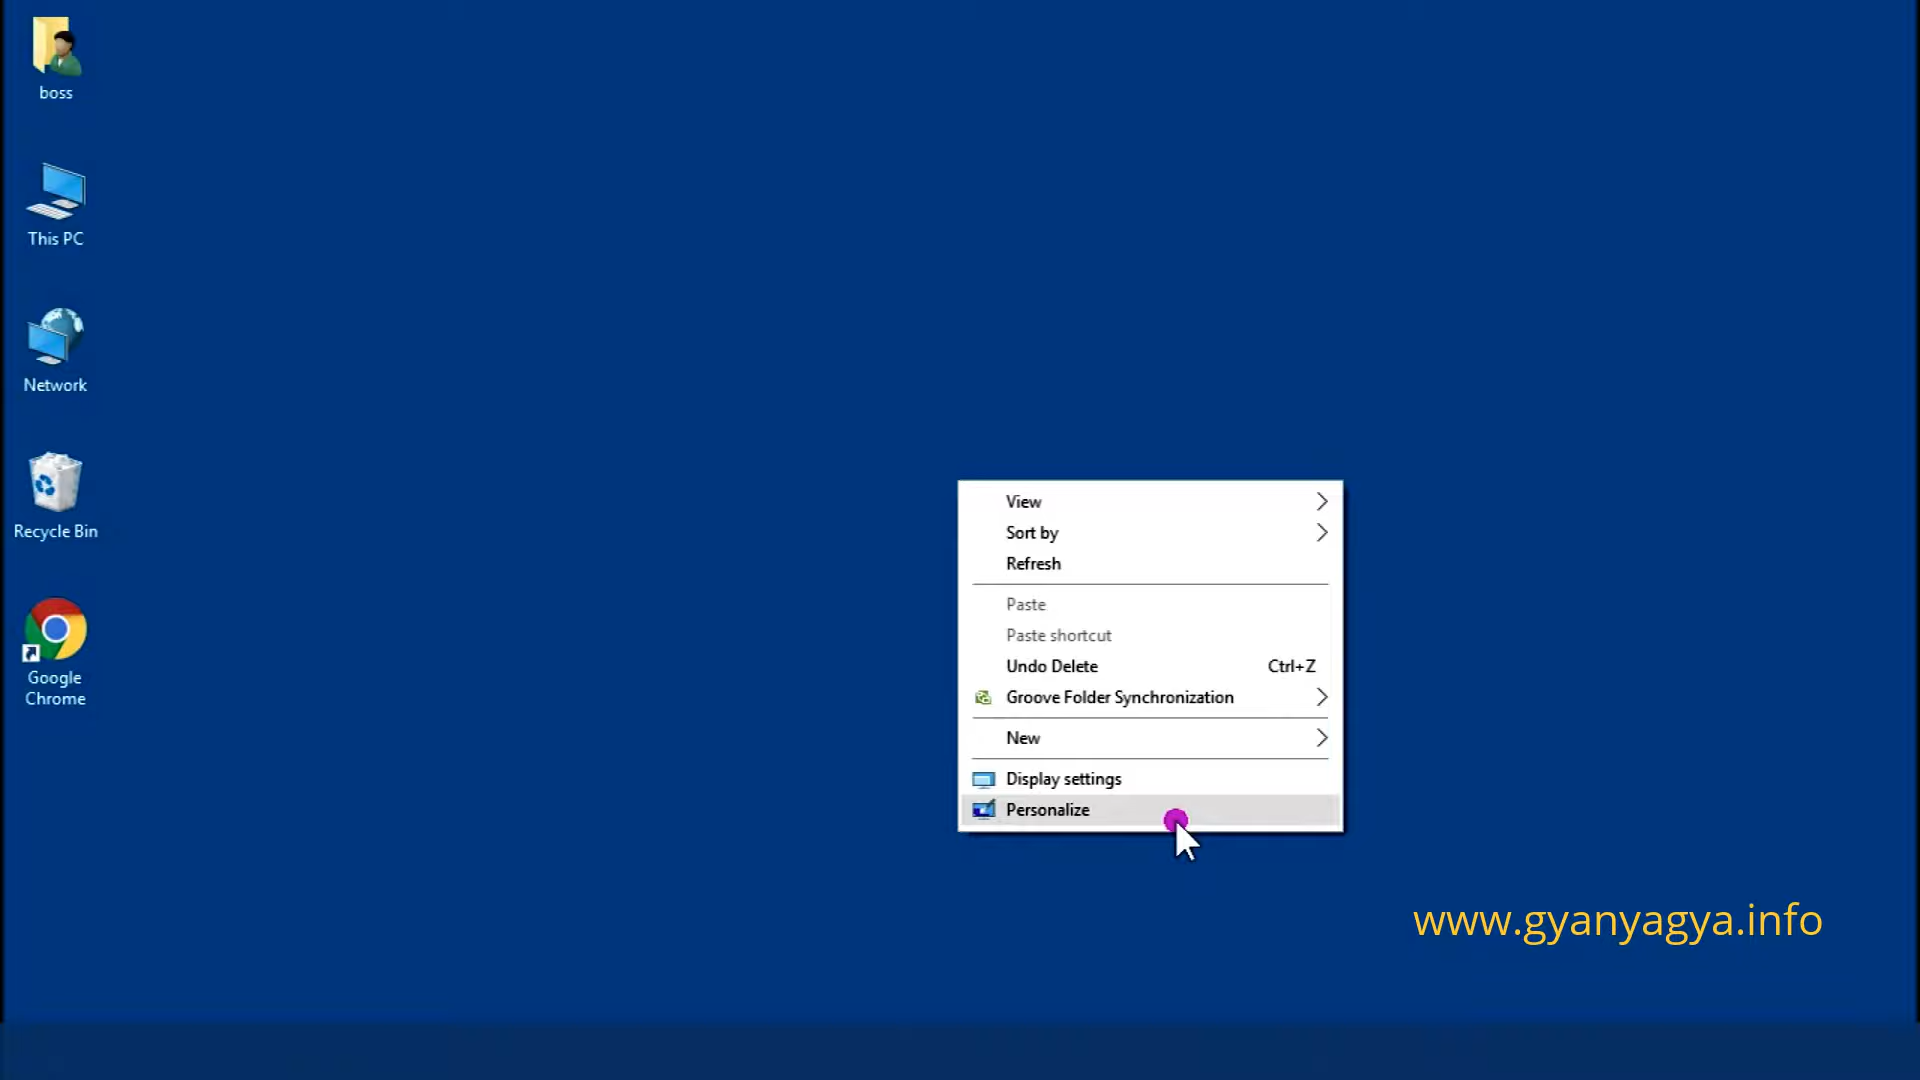 boss
This PC
Network
Recycle Bin
Google
Chrome
View
Sort by
Refresh
Paste
Paste shortcut
Undo Delete Ctrl+Z
Groove Folder Synchronization
New
Display settings
Personalize
www.gyanyagya.info